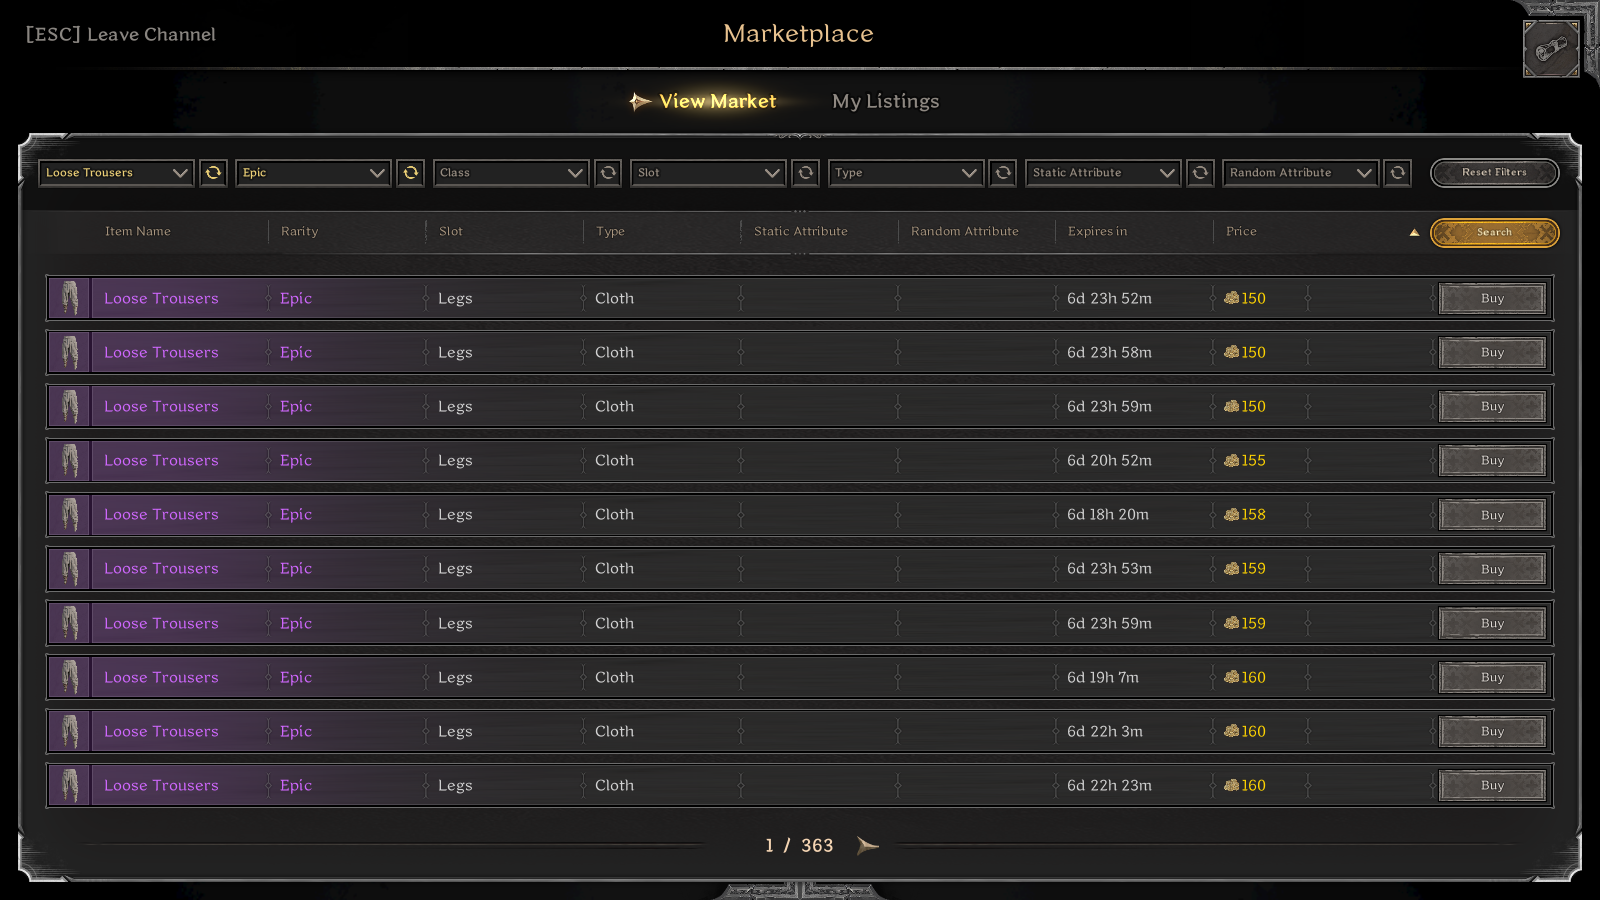 [ESC] Leave Channel
Marketplace
View Market My Listings
Loose Trousers Epic Class Slot Type Static Attribute Random Attribute Reset Filters
Item Name Rarity Slot Type Static Attribute Random Attribute Expires in Price Search
Loose Trousers Epic Legs Cloth 6d 23h 52m 150 Buy
Loose Trousers Epic Legs Cloth 6d 23h 58m 150 Buy
Loose Trousers Epic Legs Cloth 6d 23h 59m 150 Buy
Loose Trousers Epic Legs Cloth 6d 20h 52m 155 Buy
Loose Trousers Epic Legs Cloth 6d 18h 20m 158 Buy
Loose Trousers Epic Legs Cloth 6d 23h 53m 159 Buy
Loose Trousers Epic Legs Cloth 6d 23h 59m 159 Buy
Loose Trousers Epic Legs Cloth 6d 19h 7m 160 Buy
Loose Trousers Epic Legs Cloth 6d 22h 3m 160 Buy
Loose Trousers Epic Legs Cloth 6d 22h 23m 160 Buy
1 / 363